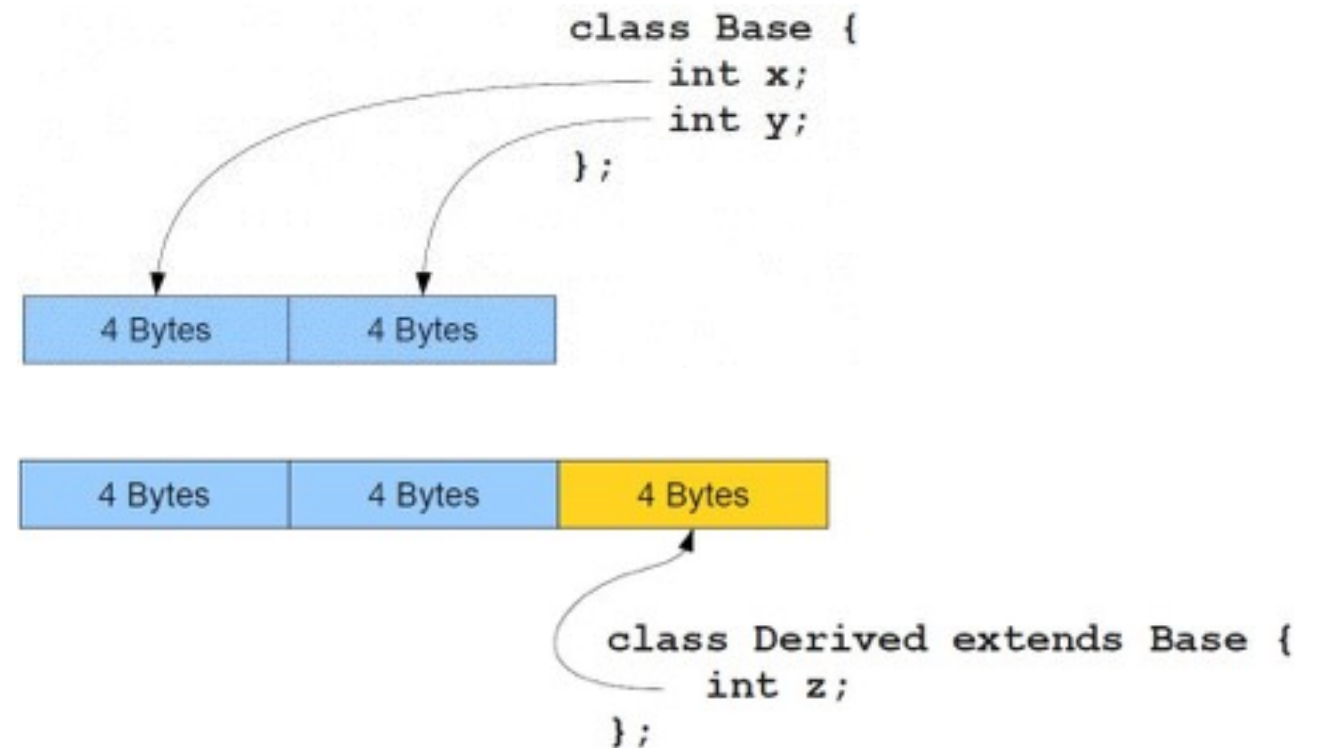 class Base {
int x;
int y;
};
4 Bytes 4 Bytes
4 Bytes 4 Bytes 4 Bytes
class Derived extends Base {
int z;
};